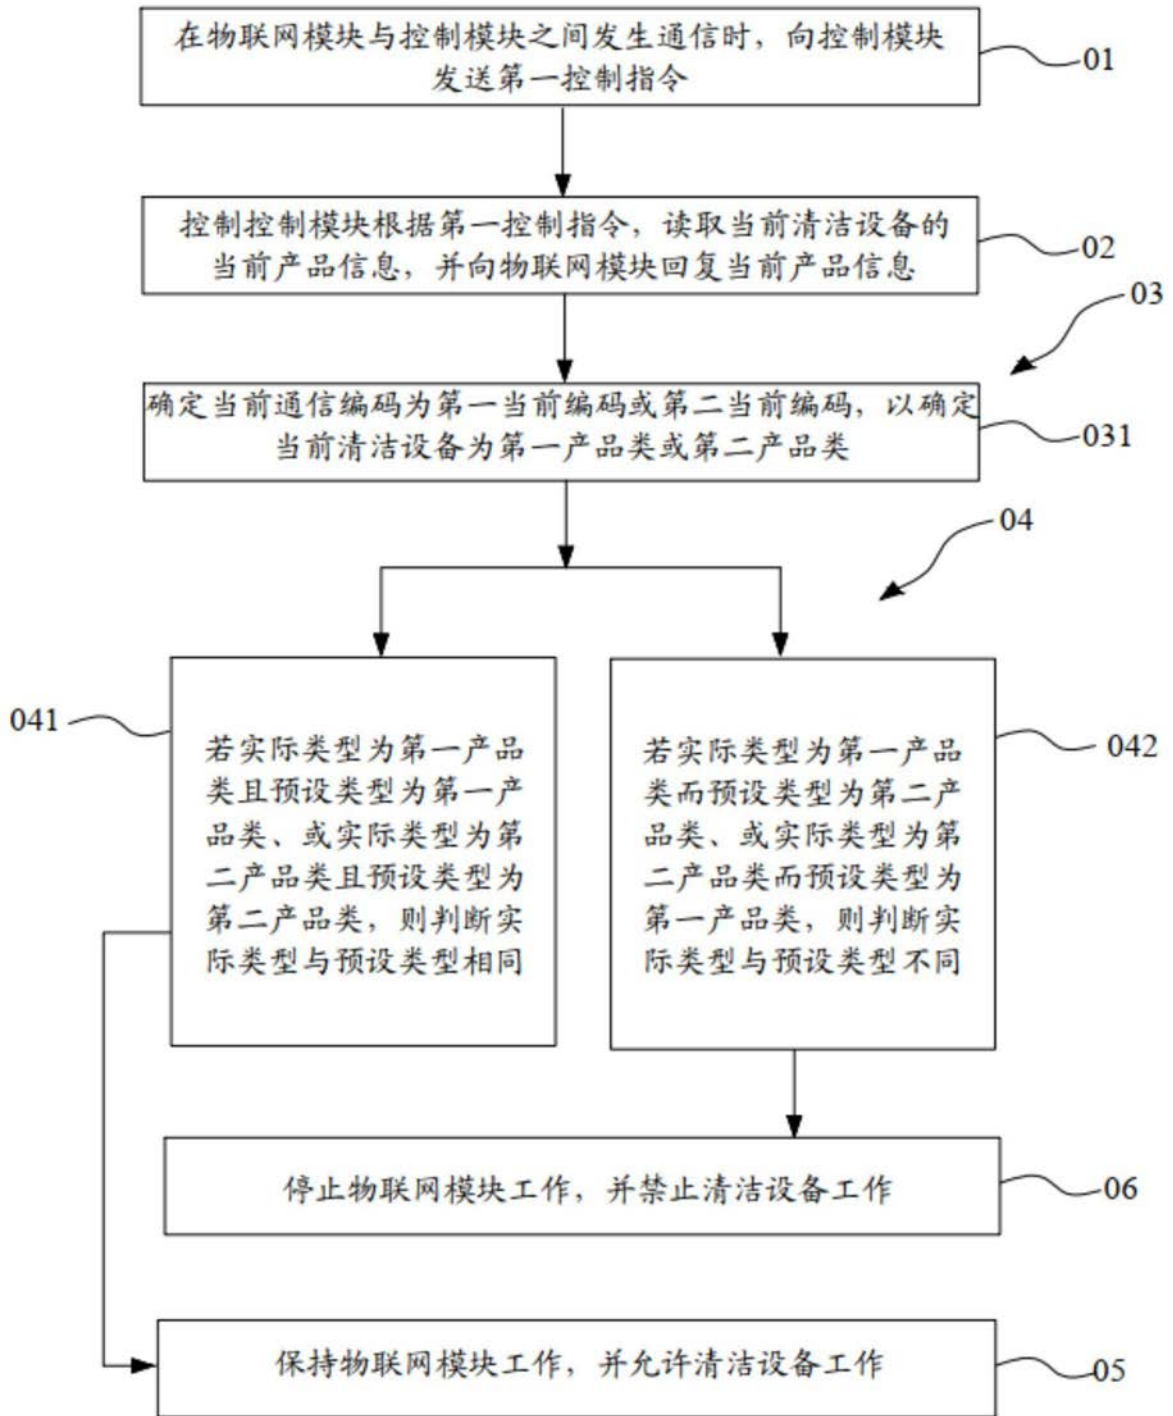 在物联网模块与控制模块之间发生通信时，向控制模块
发送第一控制指令
01
控制控制模块根据第一控制指令，读取当前清洁设备的
当前产品信息，并向物联网模块回复当前产品信息
02
03
确定当前通信编码为第一当前编码或第二当前编码，以确定
当前清洁设备为第一产品类或第二产品类
031
04
041
若实际类型为第一产品
类且预设类型为第一产
品类、或实际类型为第
二产品类且预设类型为
第二产品类，则判断实
际类型与预设类型相同
若实际类型为第一产品
类而预设类型为第二产
品类、或实际类型为第
二产品类而预设类型为
第一产品类，则判断实
际类型与预设类型不同
042
停止物联网模块工作，并禁止清洁设备工作
06
保持物联网模块工作，并允许清洁设备工作
05